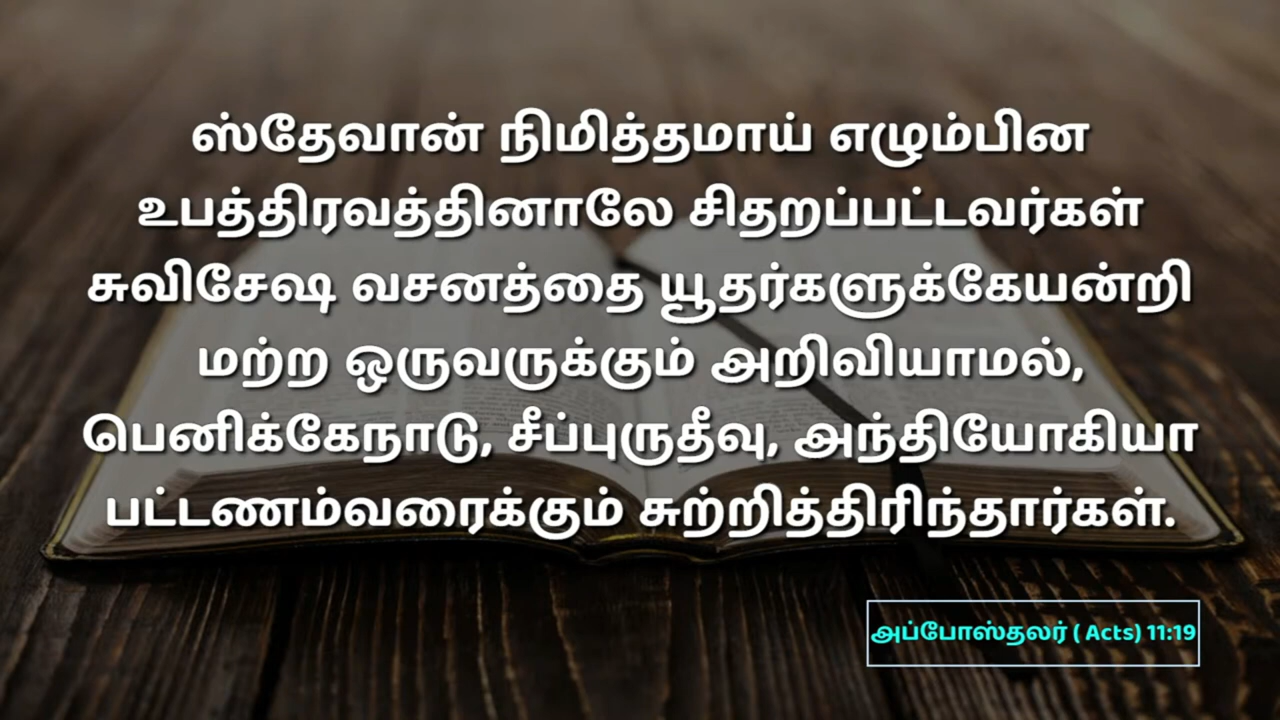 ஸ்தேவான் நிமித்தமாய் எழும்பின
உபத்திரவத்தினாலே சிதறப்பட்டவர்கள்
சுவிசேஷ வசனத்தை யூதர்களுக்கேயன்றி
மற்ற ஒருவருக்கும் அறிவியாமல்,
பெனிக்கேநாடு, சீப்புருதீவு, அந்தியோகியா
பட்டணம்வரைக்கும் சுற்றித்திரிந்தார்கள்.
அப்போஸ்தலர் ( Acts) 11:19